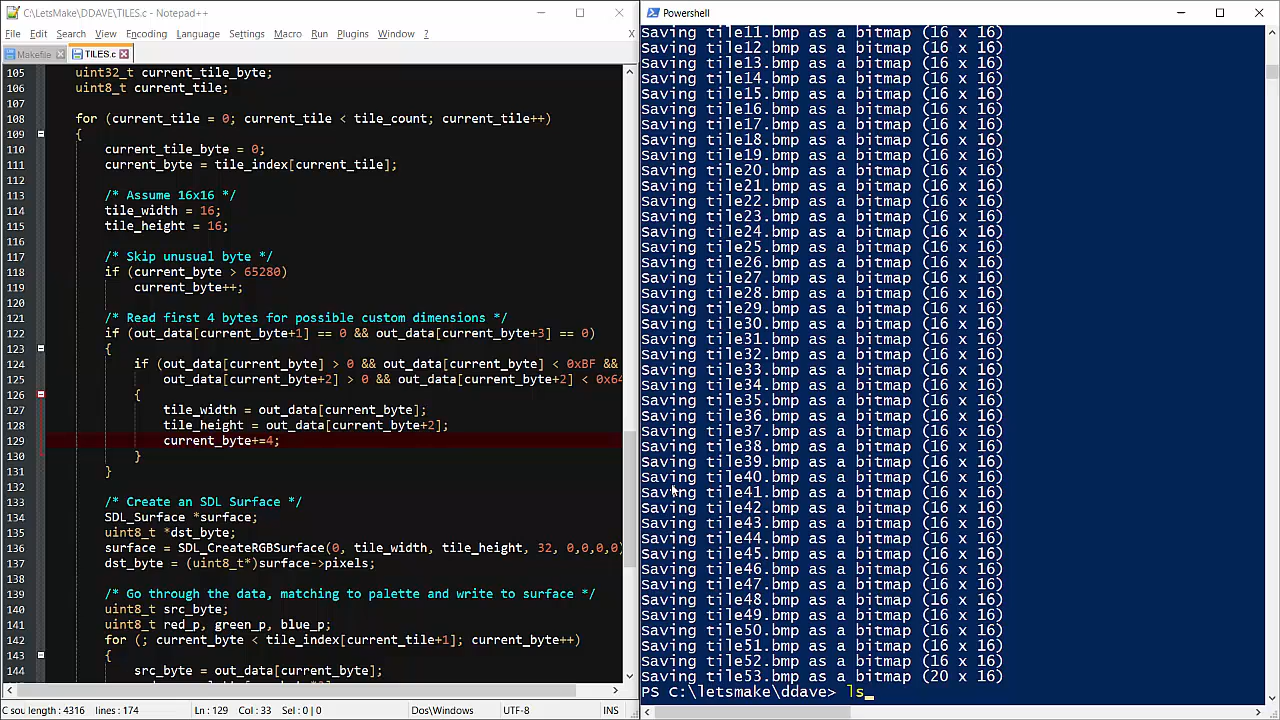 C:\LetsMake\DDAVE\TILES.c - Notepad++
File Edit Search View Encoding Language Settings Macro Run Plugins Window ? X
Makefile TILES.c
105 uint32_t current_tile_byte;
106 uint8_t current_tile;
107
108 for (current_tile = 0; current_tile < tile_count; current_tile++)
109 {
110 current_tile_byte = 0;
111 current_byte = tile_index[current_tile];
112
113 /* Assume 16x16 */
114 tile_width = 16;
115 tile_height = 16;
116
117 /* Skip unusual byte */
118 if (current_byte > 65280)
119 current_byte++;
120
121 /* Read first 4 bytes for possible custom dimensions */
122 if (out_data[current_byte+1] == 0 && out_data[current_byte+3] == 0)
123 {
124 if (out_data[current_byte] > 0 && out_data[current_byte] < 0xBF &&
125 out_data[current_byte+2] > 0 && out_data[current_byte+2] < 0x64
126 {
127 tile_width = out_data[current_byte];
128 tile_height = out_data[current_byte+2];
129 current_byte+=4;
130 }
131 }
132
133 /* Create an SDL Surface */
134 SDL_Surface *surface;
135 uint8_t *dst_byte;
136 surface = SDL_CreateRGBSurface(0, tile_width, tile_height, 32, 0,0,0,0)
137 dst_byte = (uint8_t*)surface->pixels;
138
139 /* Go through the data, matching to palette and write to surface */
140 uint8_t src_byte;
141 uint8_t red_p, green_p, blue_p;
142 for (; current_byte < tile_index[current_tile+1]; current_byte++)
143 {
144 src_byte = out_data[current_byte];
C sou length : 4316 lines : 174 Ln : 129 Col : 33 Sel : 0 | 0 Dos\Windows UTF-8 INS
Powershell
Saving tile11.bmp as a bitmap (16 x 16)
Saving tile12.bmp as a bitmap (16 x 16)
Saving tile13.bmp as a bitmap (16 x 16)
Saving tile14.bmp as a bitmap (16 x 16)
Saving tile15.bmp as a bitmap (16 x 16)
Saving tile16.bmp as a bitmap (16 x 16)
Saving tile17.bmp as a bitmap (16 x 16)
Saving tile18.bmp as a bitmap (16 x 16)
Saving tile19.bmp as a bitmap (16 x 16)
Saving tile20.bmp as a bitmap (16 x 16)
Saving tile21.bmp as a bitmap (16 x 16)
Saving tile22.bmp as a bitmap (16 x 16)
Saving tile23.bmp as a bitmap (16 x 16)
Saving tile24.bmp as a bitmap (16 x 16)
Saving tile25.bmp as a bitmap (16 x 16)
Saving tile26.bmp as a bitmap (16 x 16)
Saving tile27.bmp as a bitmap (16 x 16)
Saving tile28.bmp as a bitmap (16 x 16)
Saving tile29.bmp as a bitmap (16 x 16)
Saving tile30.bmp as a bitmap (16 x 16)
Saving tile31.bmp as a bitmap (16 x 16)
Saving tile32.bmp as a bitmap (16 x 16)
Saving tile33.bmp as a bitmap (16 x 16)
Saving tile34.bmp as a bitmap (16 x 16)
Saving tile35.bmp as a bitmap (16 x 16)
Saving tile36.bmp as a bitmap (16 x 16)
Saving tile37.bmp as a bitmap (16 x 16)
Saving tile38.bmp as a bitmap (16 x 16)
Saving tile39.bmp as a bitmap (16 x 16)
Saving tile40.bmp as a bitmap (16 x 16)
Saving tile41.bmp as a bitmap (16 x 16)
Saving tile42.bmp as a bitmap (16 x 16)
Saving tile43.bmp as a bitmap (16 x 16)
Saving tile44.bmp as a bitmap (16 x 16)
Saving tile45.bmp as a bitmap (16 x 16)
Saving tile46.bmp as a bitmap (16 x 16)
Saving tile47.bmp as a bitmap (16 x 16)
Saving tile48.bmp as a bitmap (16 x 16)
Saving tile49.bmp as a bitmap (16 x 16)
Saving tile50.bmp as a bitmap (16 x 16)
Saving tile51.bmp as a bitmap (16 x 16)
Saving tile52.bmp as a bitmap (16 x 16)
Saving tile53.bmp as a bitmap (20 x 16)
PS C:\letsmake\ddave> ls_